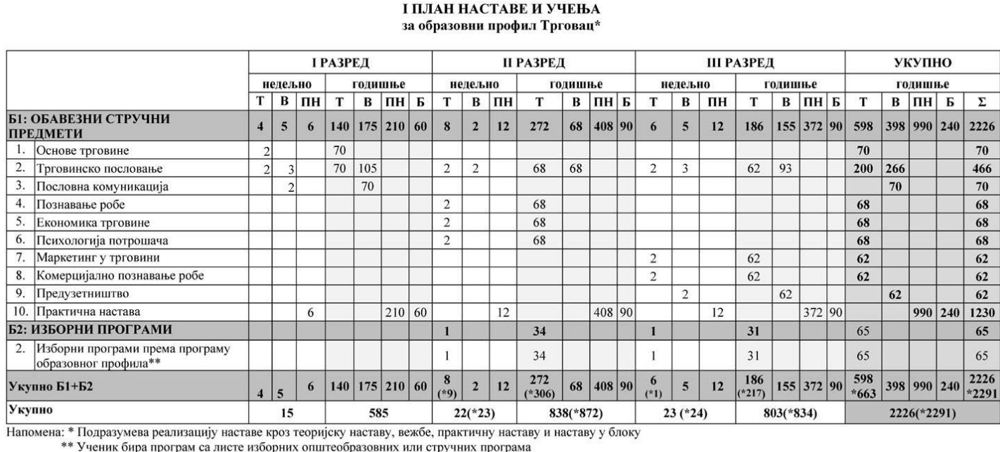 I ПЛАН НАСТАВЕ И УЧЕЊА
за образовни профил Трговац*
I РАЗРЕД II РАЗРЕД III РАЗРЕД УКУПНО
недељно годишње недељно годишње недељно годишње годишње
Т В ПН Т В ПН Б Т В ПН Т В ПН Б Т В ПН Т В ПН Б Т В ПН Б Σ
Б1: ОБАВЕЗНИ СТРУЧНИ
ПРЕДМЕТИ 4 5 6 140 175 210 60 8 2 12 272 68 408 90 6 5 12 186 155 372 90 598 398 990 240 2226
1. Основе трговине 2 70 70 70
2. Трговинско пословање 2 3 70 105 2 2 68 68 2 3 62 93 200 266 466
3. Пословна комуникација 2 70 70 70
4. Познавање робе 2 68 68 68
5. Економика трговине 2 68 68 68
6. Психологија потрошача 2 68 68 68
7. Маркетинг у трговини 2 62 62 62
8. Комерцијално познавање робе 2 62 62 62
9. Предузетништво 2 62 62 62
10. Практична настава 6 210 60 12 408 90 12 372 90 990 240 1230
Б2: ИЗБОРНИ ПРОГРАМИ 1 34 1 31 65 65
2. Изборни програми према програму
образовног профила** 1 34 1 31 65 65
Укупно Б1+Б2 4 5 6 140 175 210 60 8 2 12 272 68 408 90 6 5 12 186 155 372 90 598 398 990 240 2226
(*9) (*306) (*1) (*217) *663 *2291
Укупно 15 585 22(*23) 838(*872) 23 (*24) 803(*834) 2226(*2291)
Напомена: * Подразумева реализацију наставе кроз теоријску наставу, вежбе, практичну наставу и наставу у блоку
** Ученик бира програм са листе изборних општеобразовних или стручних програма